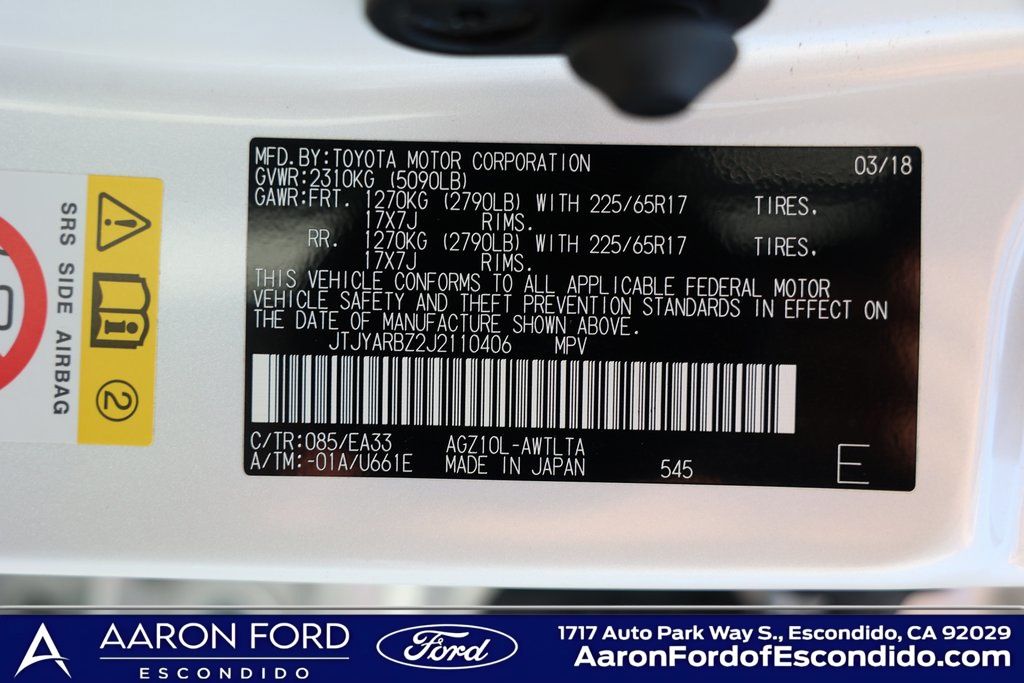 MFD. BY: TOYOTA MOTOR CORPORATION 03/18
GVWR: 2310KG (5090LB)
GAWR: FRT. 1270KG (2790LB) WITH 225/65R17 TIRES.
17X7J RIMS.
RR. 1270KG (2790LB) WITH 225/65R17 TIRES.
17X7J RIMS.
THIS VEHICLE CONFORMS TO ALL APPLICABLE FEDERAL MOTOR
VEHICLE SAFETY AND THEFT PREVENTION STANDARDS IN EFFECT ON
THE DATE OF MANUFACTURE SHOWN ABOVE.
JTJYARBZ2J2110406 MPV
C/TR: 085/EA33 AGZ10L-AWTLTA
A/TM: -01A/U661E MADE IN JAPAN 545 E
SRS SIDE AIRBAG
2
AARON FORD
ESCONDIDO
Ford
1717 Auto Park Way S., Escondido, CA 92029
AaronFordofEscondido.com